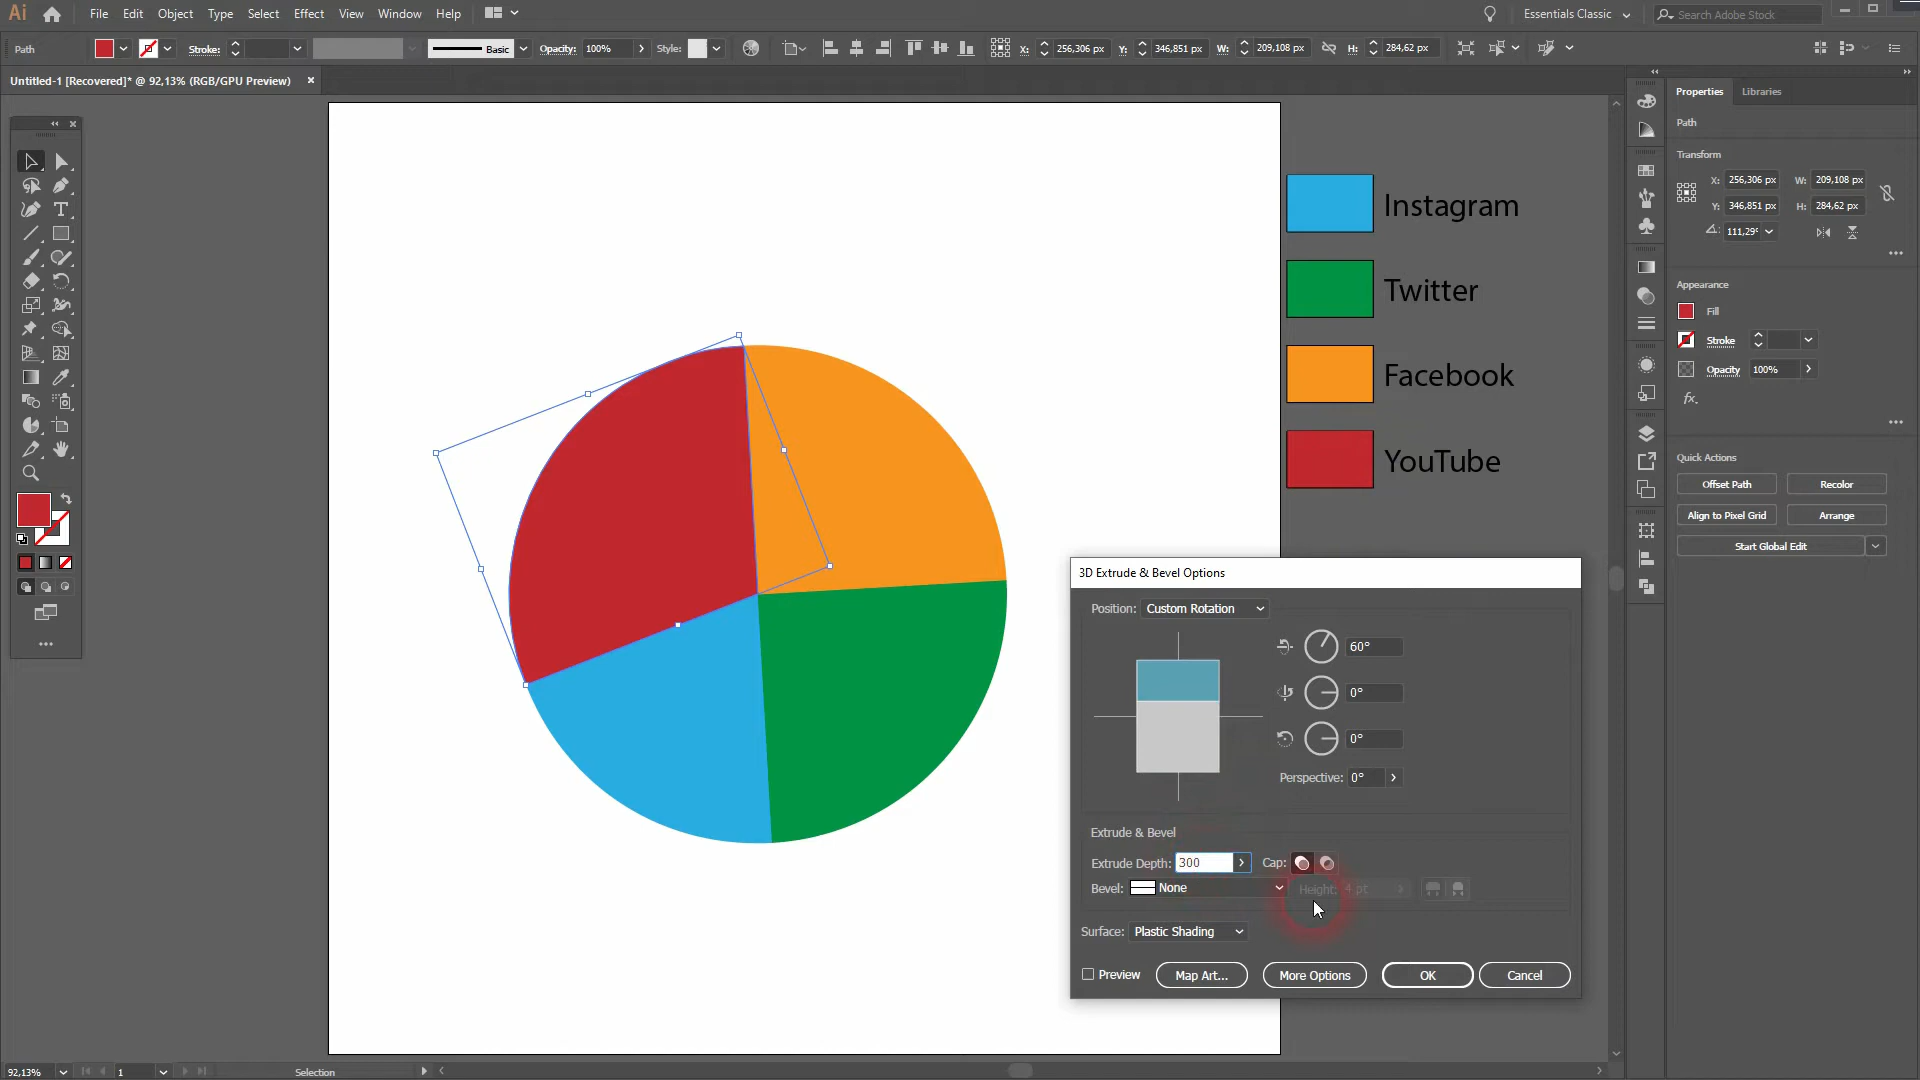 Ai File Edit Object Type Select Effect View Window Help Essentials Classic Search Adobe Stock
Path Stroke: Basic Opacity: 100% Style: X: 256,306 px Y: 346,851 px W: 209,108 px H: 284,62 px
Untitled-1 [Recovered]* @ 92,13% (RGB/GPU Preview)
Properties Libraries
Path
Transform
X: 256,306 px W: 209,108 px
Y: 346,851 px H: 284,62 px
111,29°
Appearance
Fill
Stroke
Opacity 100%
fx.
Quick Actions
Offset Path Recolor
Align to Pixel Grid Arrange
Start Global Edit
Instagram
Twitter
Facebook
YouTube
3D Extrude & Bevel Options
Position: Custom Rotation
60°
0°
0°
Perspective: 0°
Extrude & Bevel
Extrude Depth: 300 Cap:
Bevel: None Height: 4 pt
Surface: Plastic Shading
Preview Map Art... More Options OK Cancel
92,13% 1 Selection